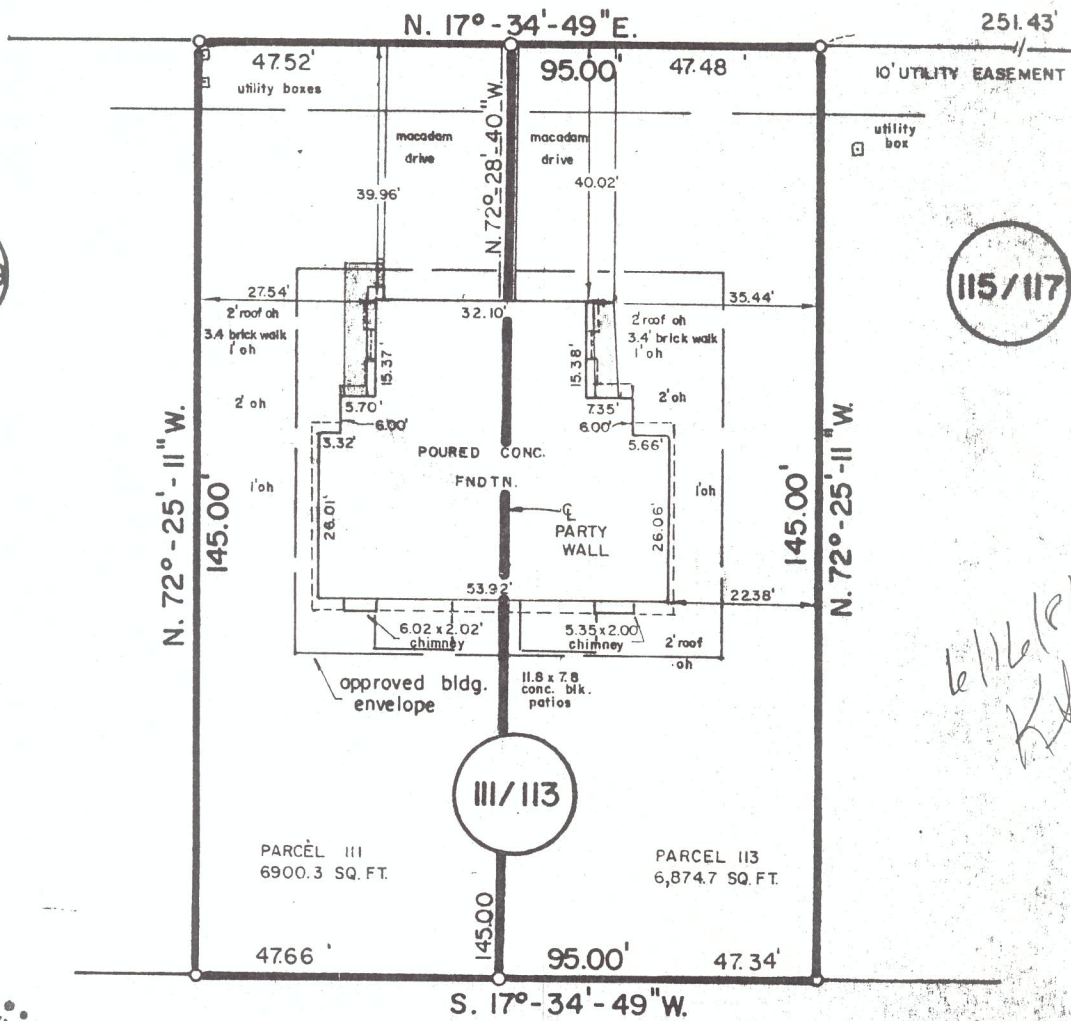 N. 17°-34'-49"E.
251.43'
47.52'
95.00'
47.48'
10' UTILITY EASEMENT
utility boxes
utility box
macadam drive
macadam drive
N. 72°-28'-40"W.
39.96'
40.02'
115/117
27.54'
32.10'
35.44'
2' roof oh
3.4 brick walk
1' oh
2' roof oh
3.4' brick walk
1' oh
15.37'
15.38'
2' oh
2' oh
5.70'
7.35'
6.00'
6.00'
3.32'
5.66'
POURED CONC.
FNDTN.
1' oh
1' oh
N. 72°-25'-11"W.
145.00'
145.00'
N. 72°-25'-11"W.
26.01'
26.06'
℄
PARTY
WALL
53.92'
22.38'
6.02 x 2.02'
chimney
5.35 x 2.00
chimney
2' roof
oh
approved bldg.
envelope
11.8 x 7.8
conc. blk.
patios
111/113
PARCEL 111
6900.3 SQ. FT.
PARCEL 113
6,874.7 SQ. FT.
145.00
47.66'
95.00'
47.34'
S. 17°-34'-49"W.